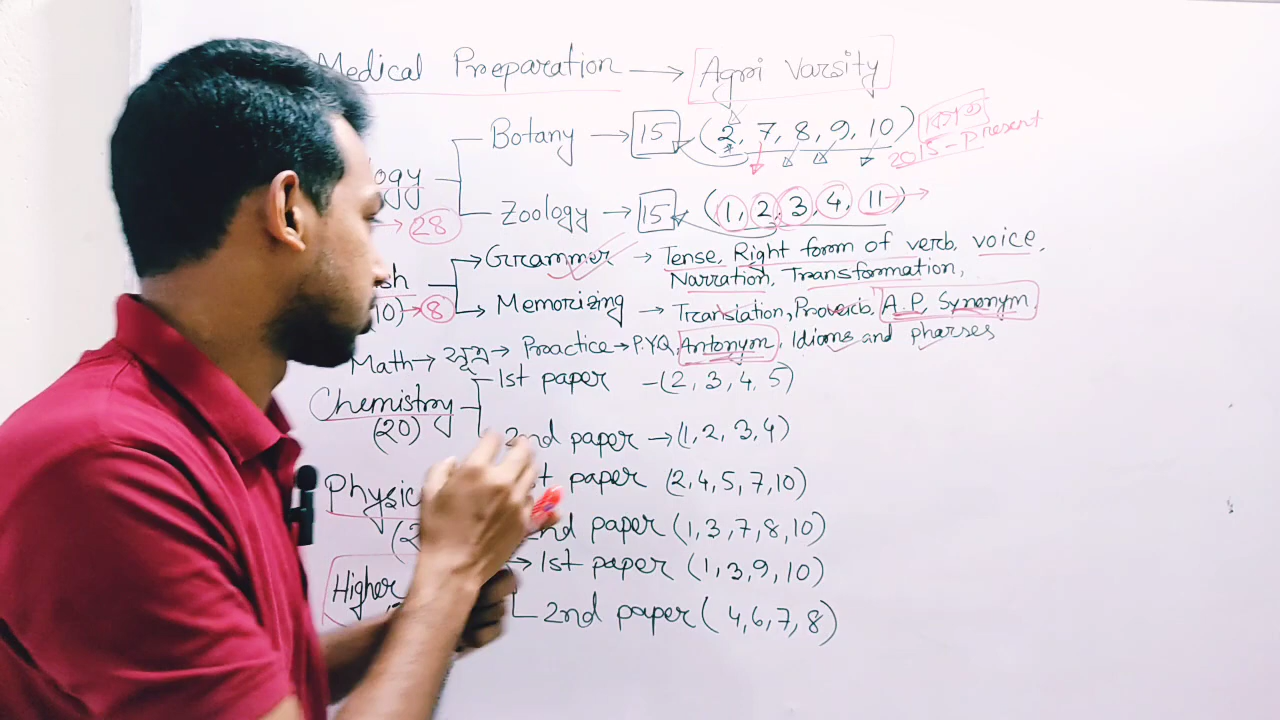 Medical Preparation → Agri Varsity
Botany → 15 (2, 7, 8, 9, 10)
2015 - Present
ogy
→ 28
Zoology → 15 (1, 2, 3, 4, 11) →
Grammer → Tense, Right form of verb, voice,
Narration, Transformation,
sh
10) → 8
Memorizing → Translation, Proverb, A.P, Synonym,
Math → সূত্র → Practice → P.YQ, Antonym, Idioms and pharses
Chemistry
(20)
1st paper - (2, 3, 4, 5)
2nd paper → (1, 2, 3, 4)
Physic
(2
st paper (2, 4, 5, 7, 10)
2nd paper (1, 3, 7, 8, 10)
Higher
→ 1st paper (1, 3, 9, 10)
2nd paper (4, 6, 7, 8)